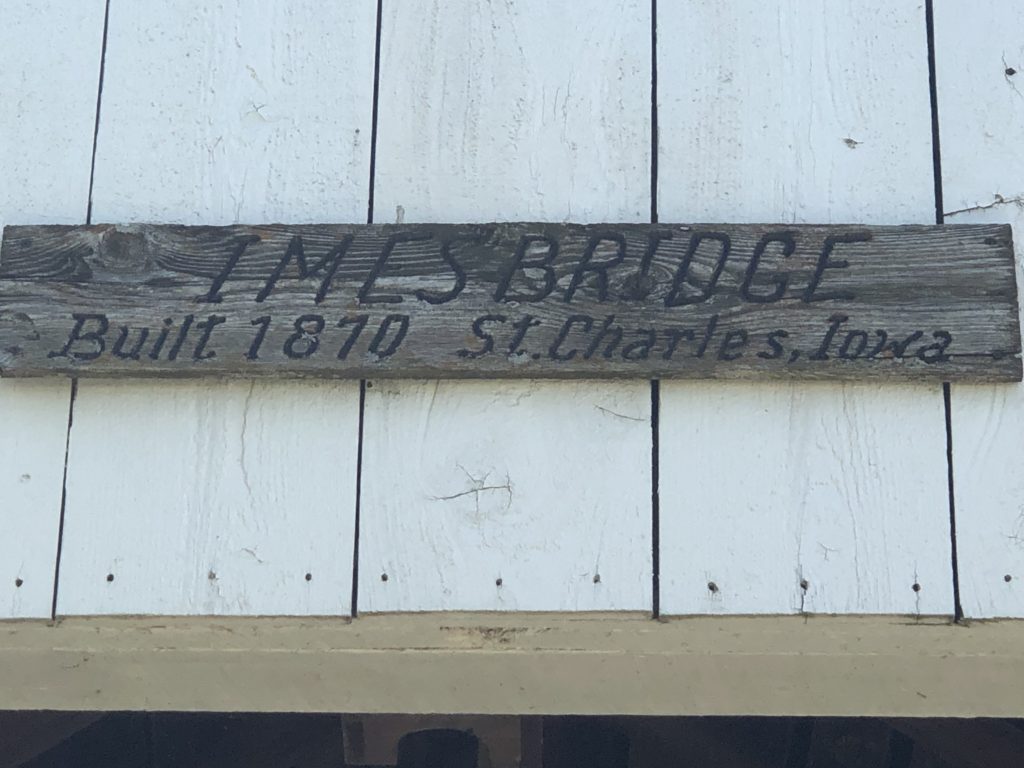 IMES BRIDGE
Built 1870 St. Charles, Iowa